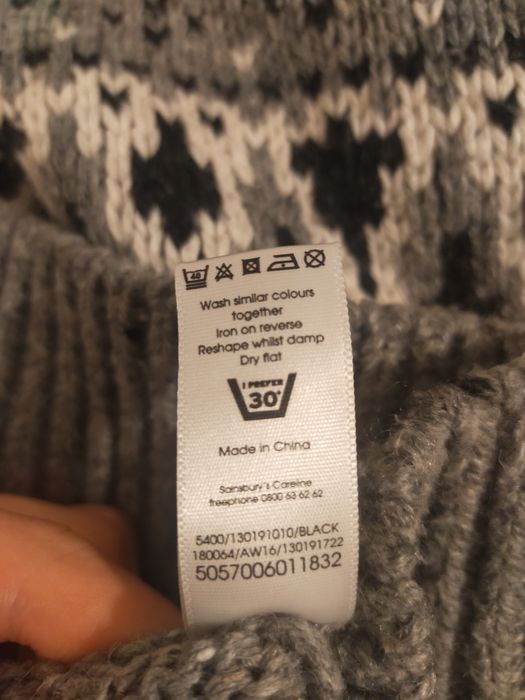 40
Wash similar colours
together
Iron on reverse
Reshape whilst damp
Dry flat
I PREFER
30°
Made in China
Sainsbury's Careline
freephone 0800 63 62 62
5400/130191010/BLACK
180064/AW16/130191722
5057006011832